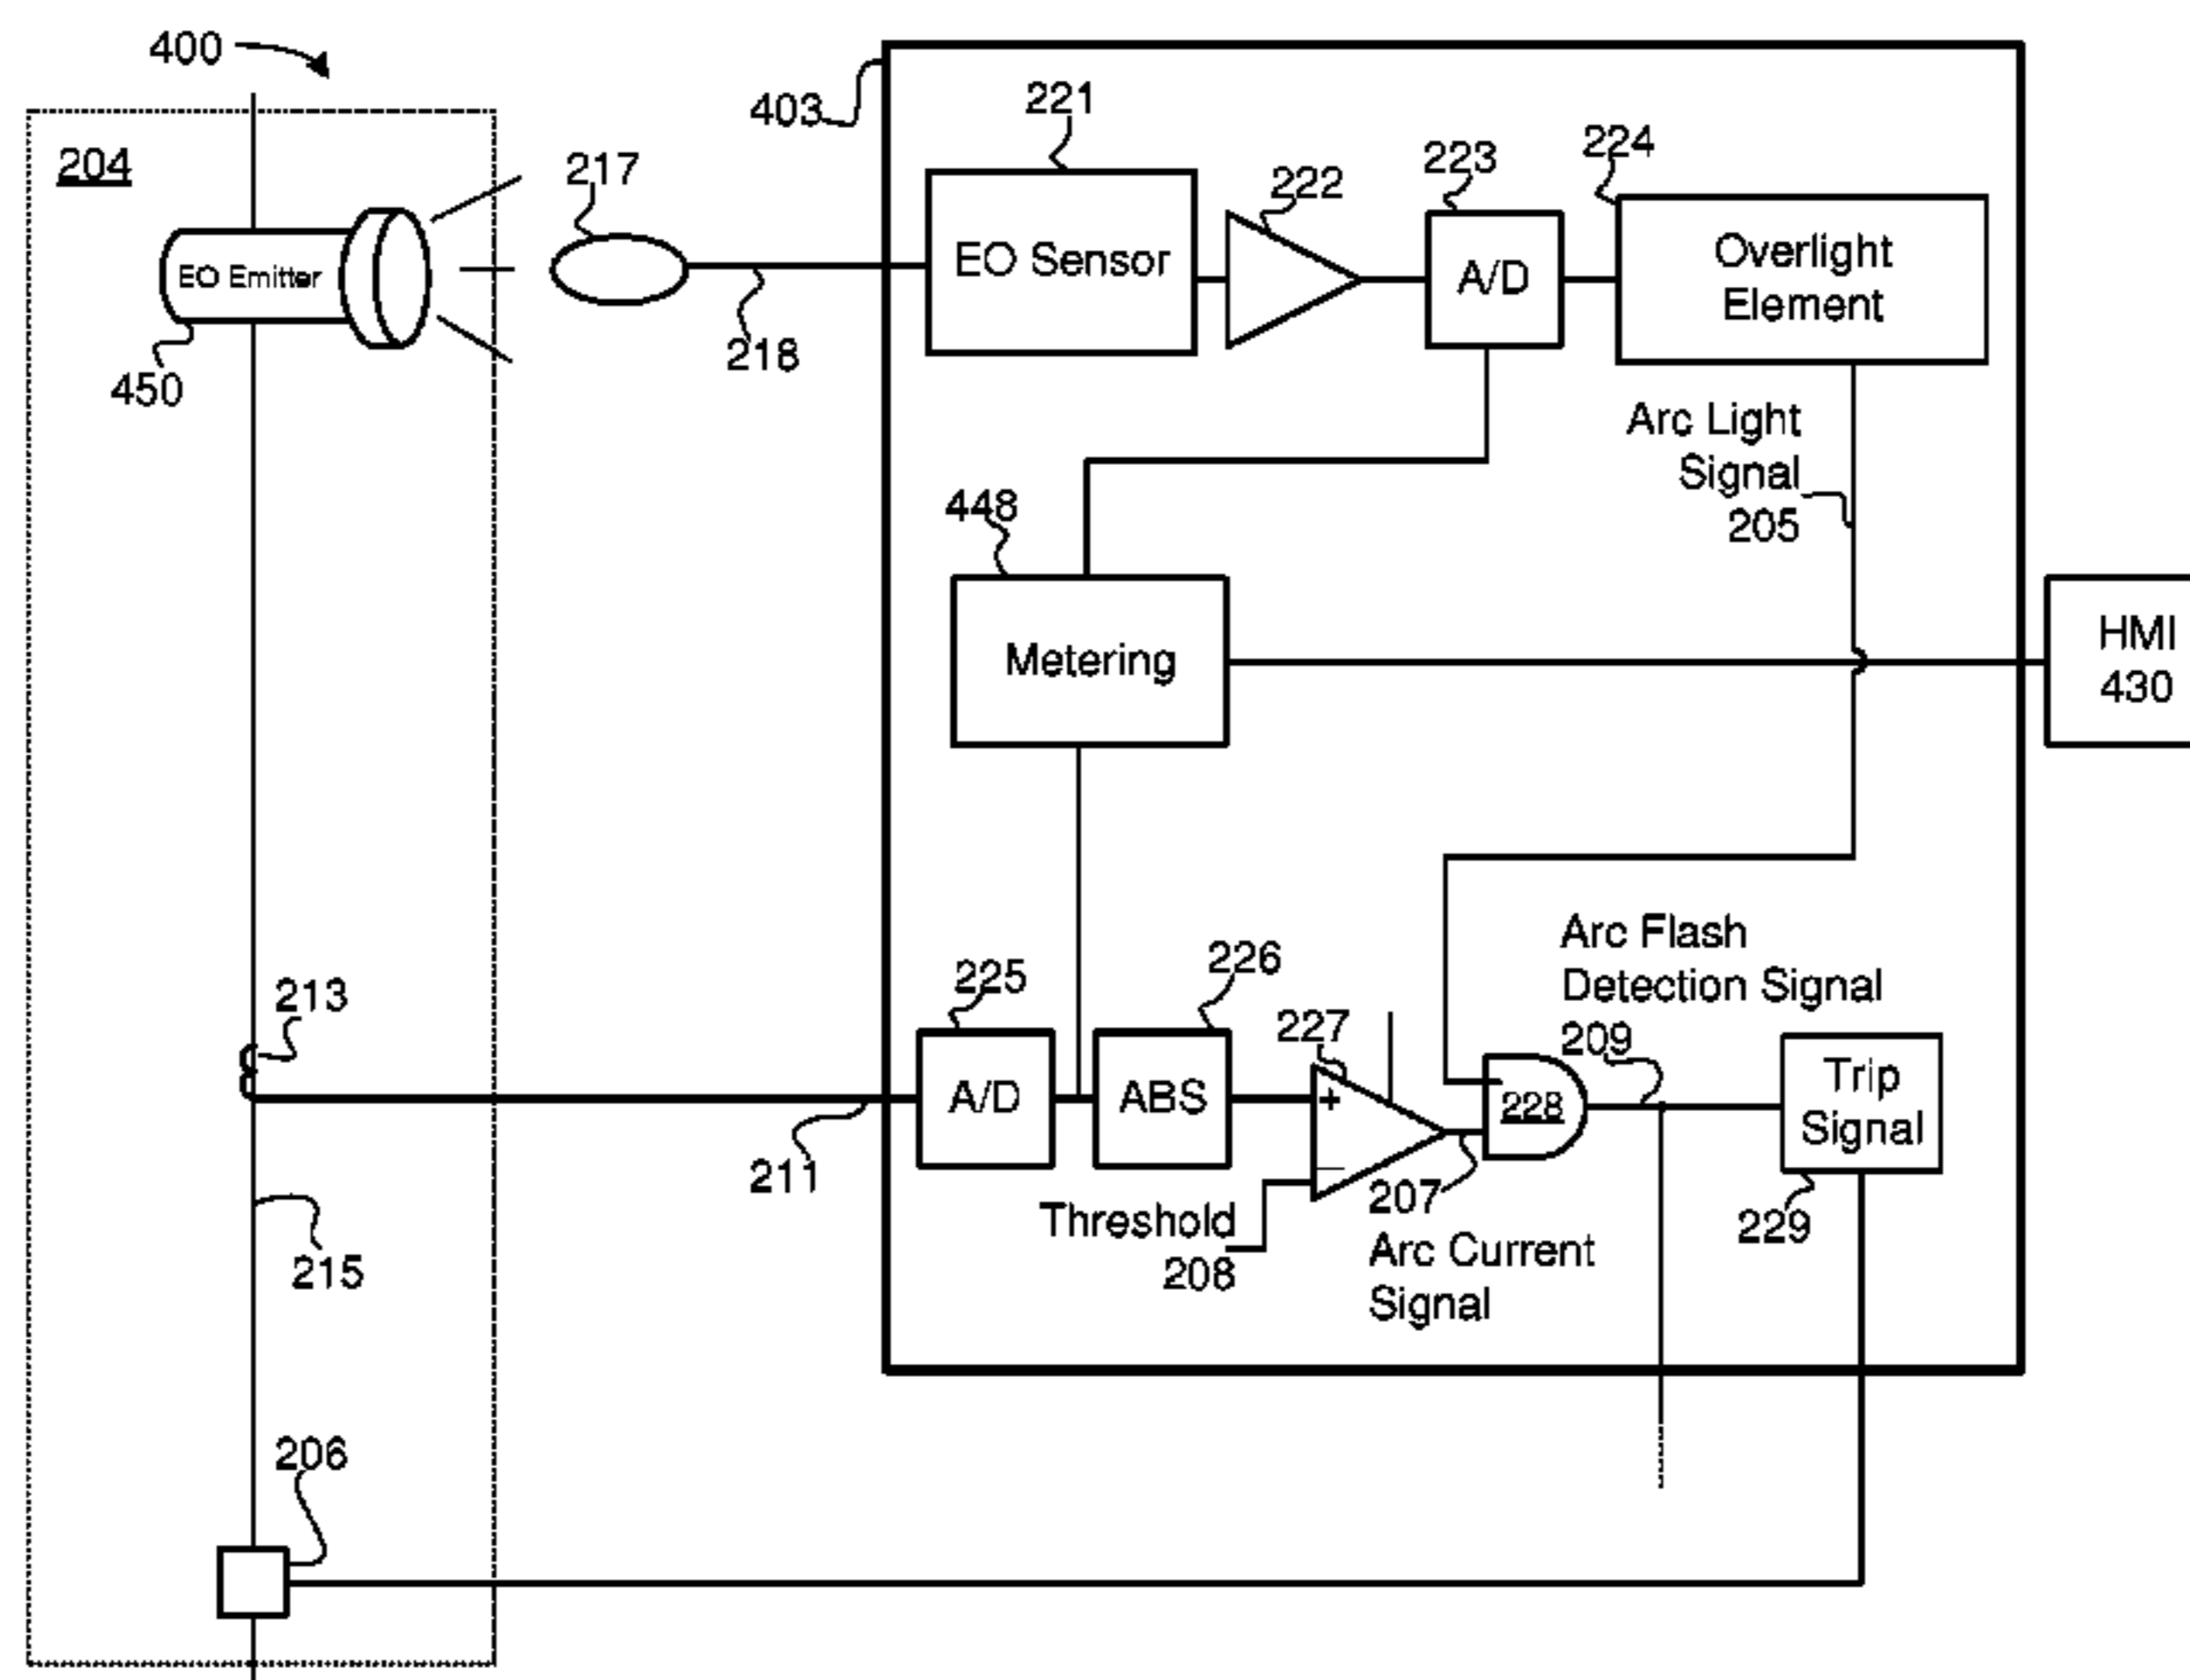 400
403
221
204
217
222
223
224
EO Sensor
A/D
Overlight
Element
EO Emitter
450
218
Arc Light
Signal
205
448
Metering
HMI
430
213
225
226
227
Arc Flash
Detection Signal
209
A/D
ABS
+
228
Trip
Signal
211
Threshold
208
207
Arc Current
Signal
229
215
206